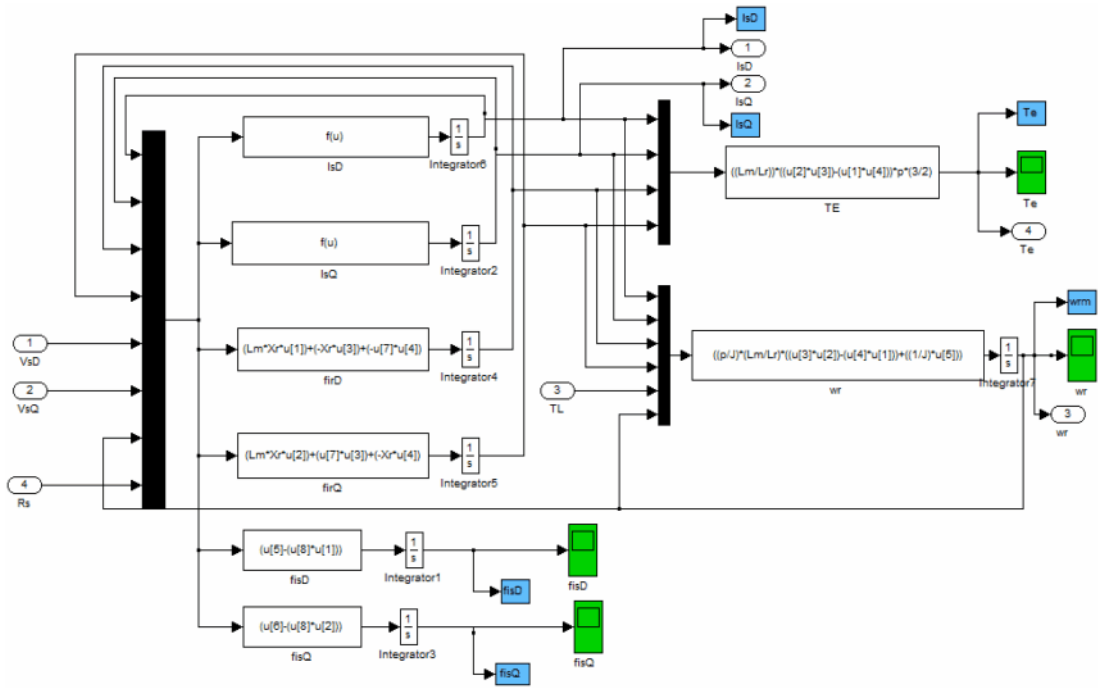 IsD
1
IsD
2
IsQ
IsQ
f(u)
IsD
1
s
Integrator6
((Lm/Lr))*((u[2]*u[3])-(u[1]*u[4]))*p*(3/2)
TE
Te
Te
4
Te
f(u)
IsQ
1
s
Integrator2
VsD
1
(Lm*Xr*u[1])+(-Xr*u[3])+(-u[7]*u[4])
firD
1
s
Integrator4
VsQ
2
3
TL
((p/J)*(Lm/Lr)*((u[3]*u[2])-(u[4]*u[1]))+((1/J)*u[5]))
wr
1
s
Integrator7
wrm
wr
3
wr
(Lm*Xr*u[2])+(u[7]*u[3])+(-Xr*u[4])
firQ
1
s
Integrator5
4
Rs
(u[5]-(u[8]*u[1]))
fisD
1
s
Integrator1
fisD
fisD
(u[6]-(u[8]*u[2]))
fisQ
1
s
Integrator3
fisQ
fisQ